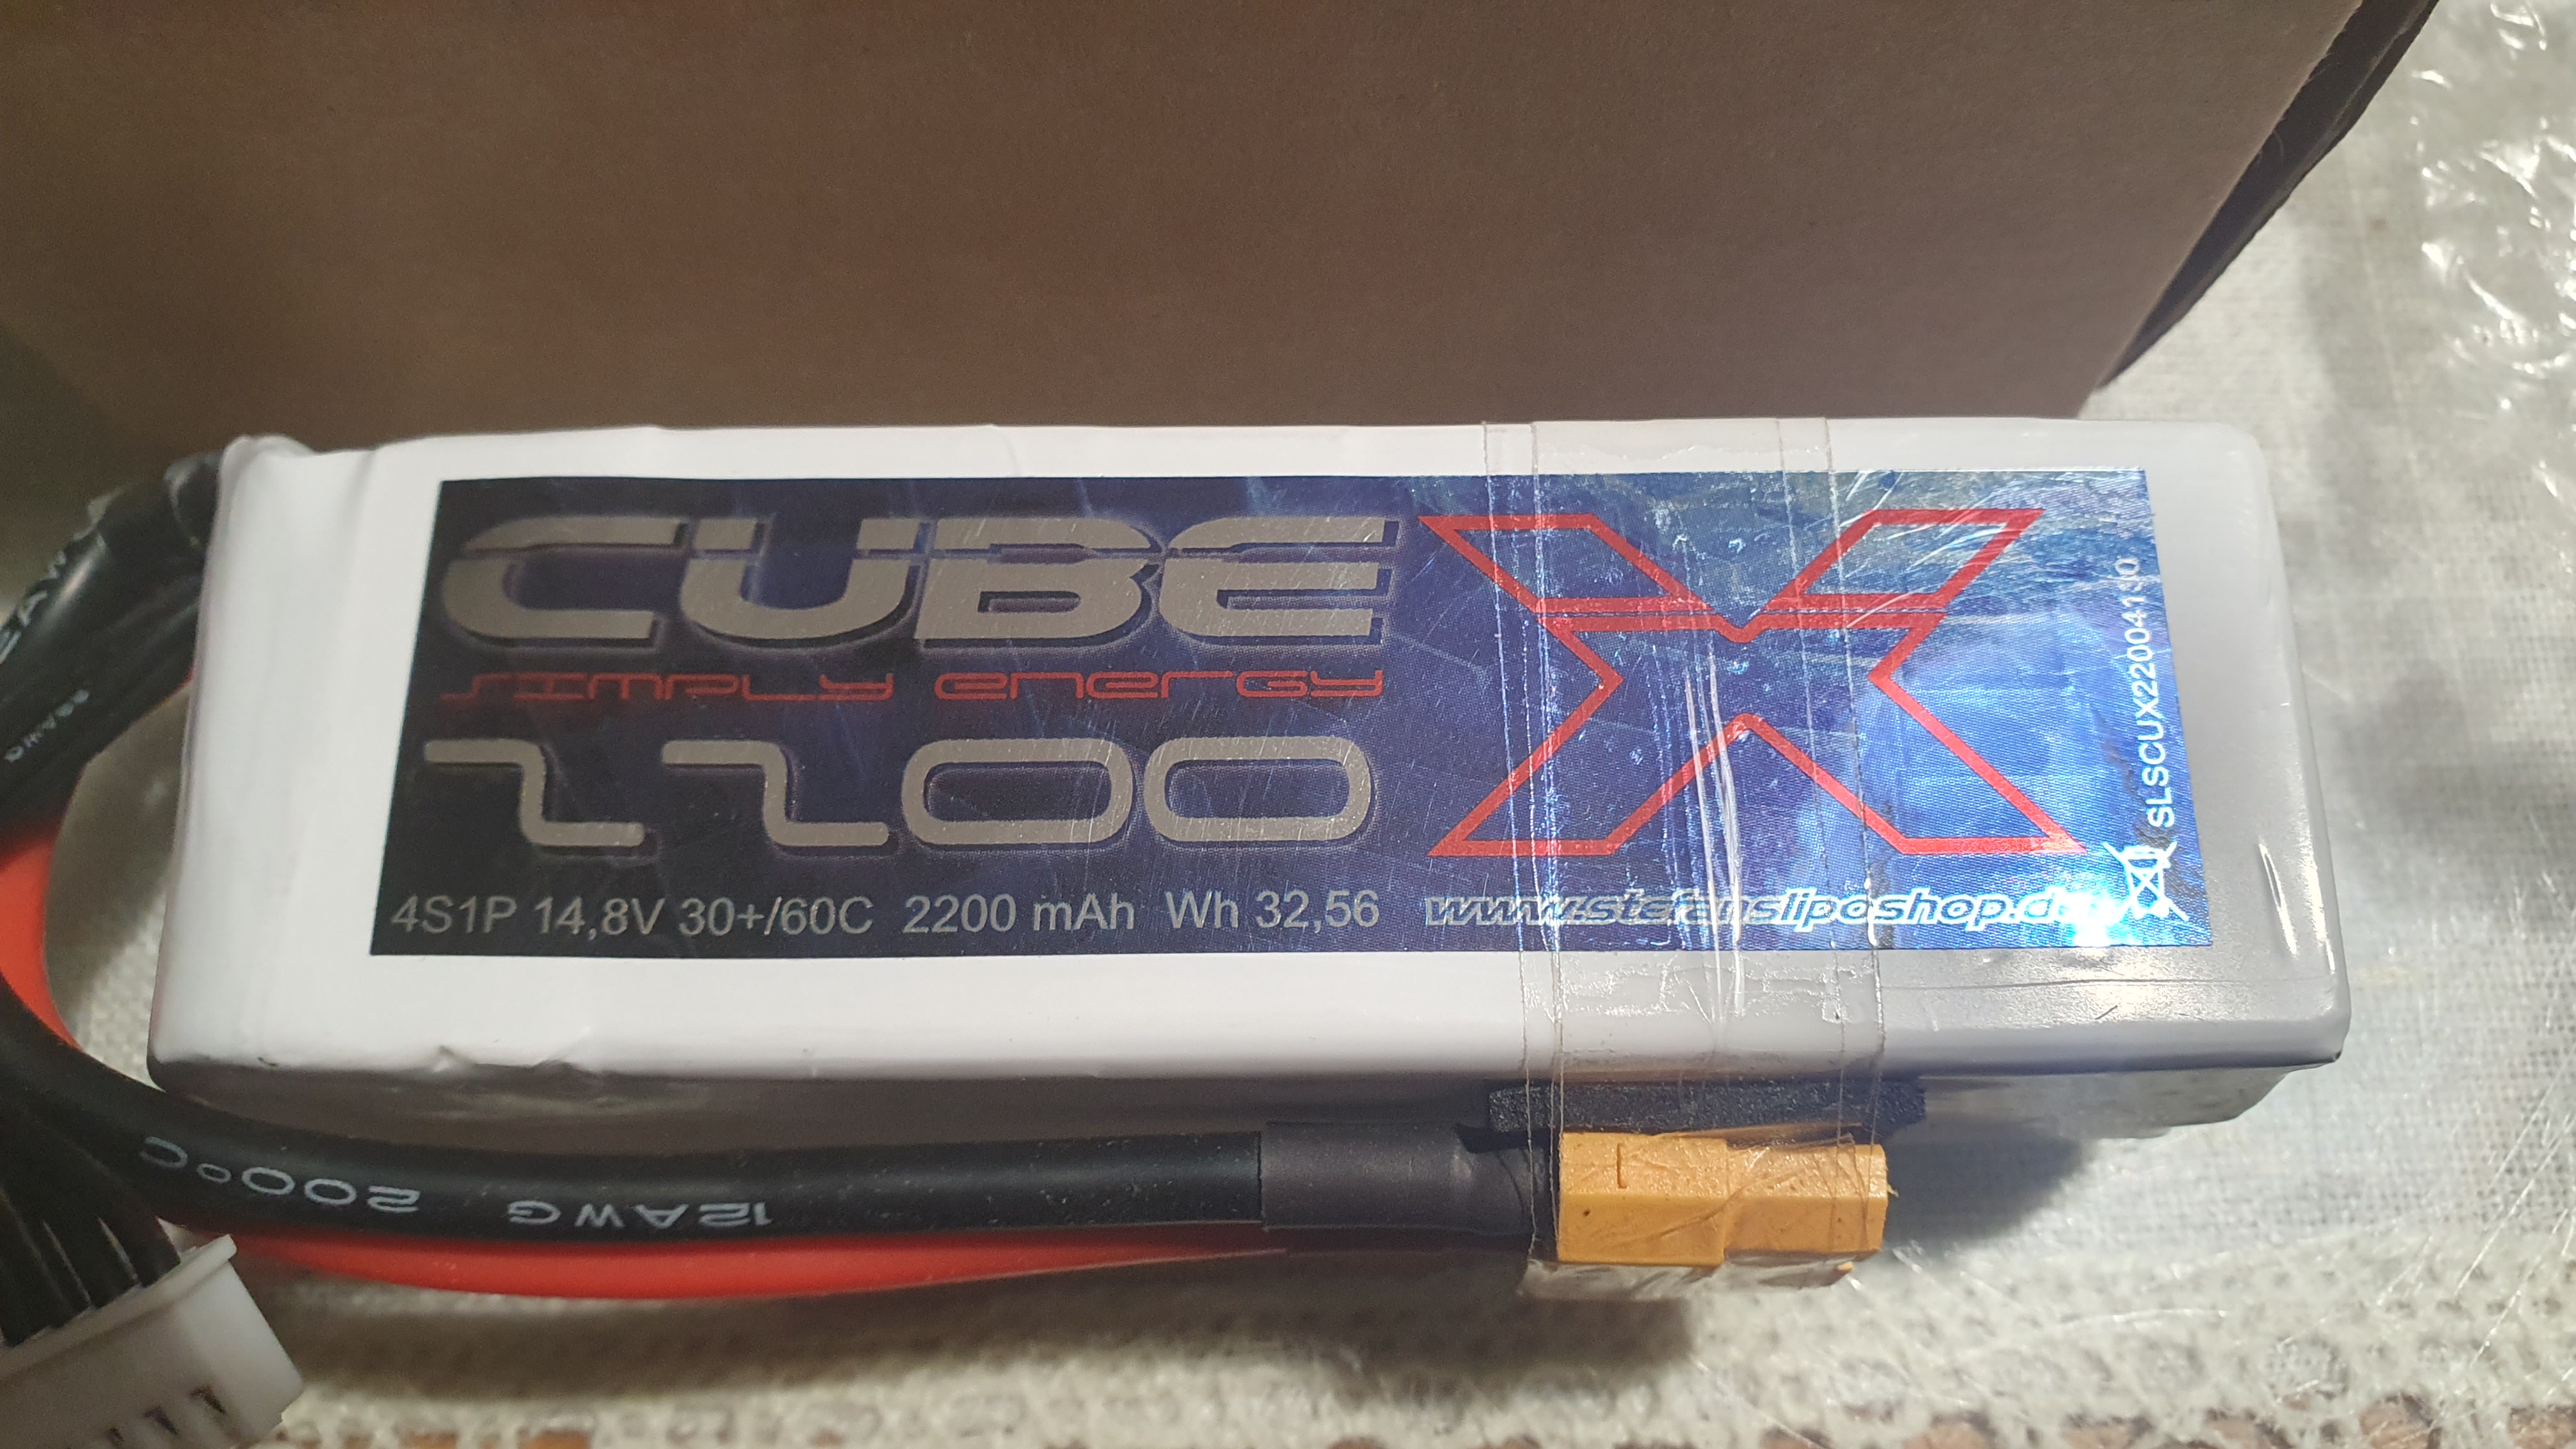 CUBE X
SIMPLY ENERGY
2200
4S1P 14,8V 30+/60C 2200 mAh Wh 32,56
www.stefansliposhop.de
SLSCUX22004130
12AWG 200°C